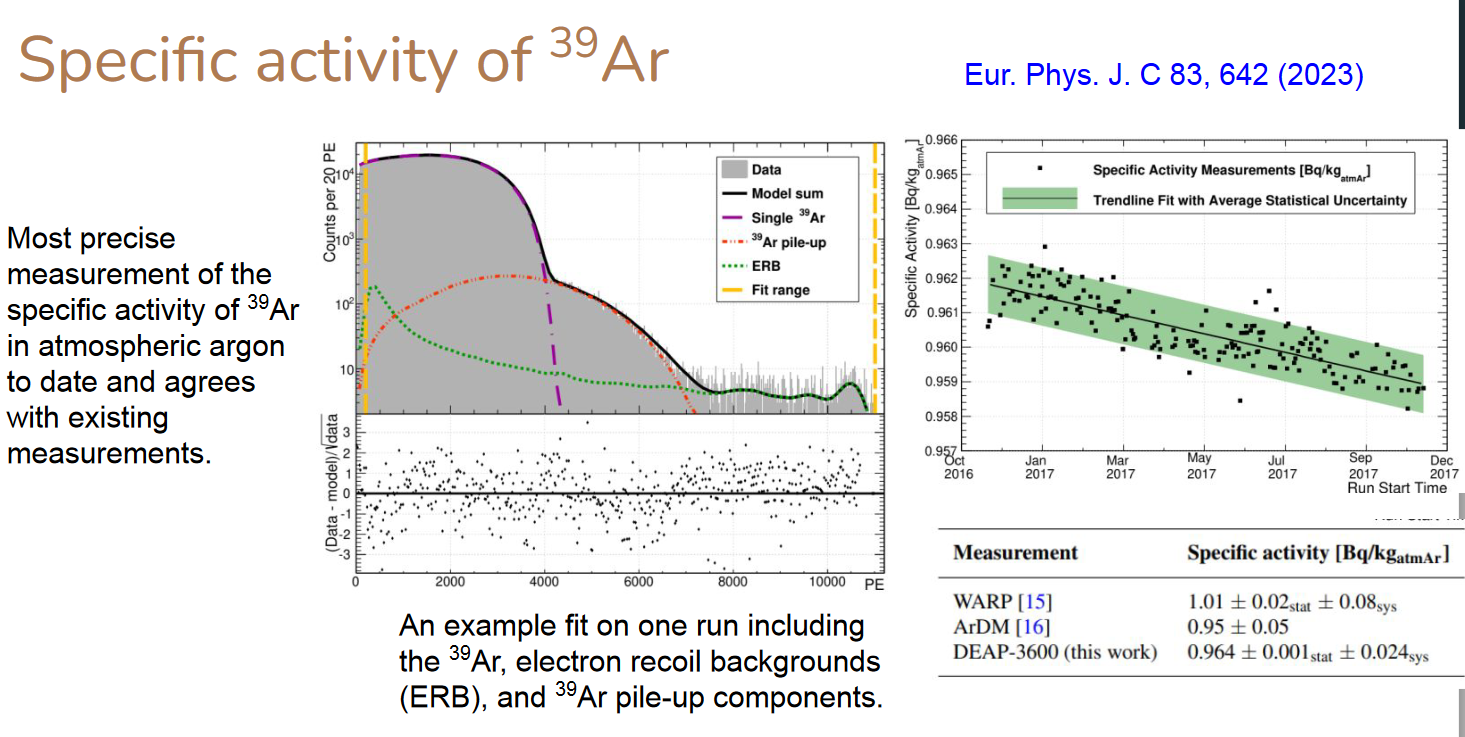 Specific activity of ³⁹Ar
Eur. Phys. J. C 83, 642 (2023)
Most precise
measurement of the
specific activity of ³⁹Ar
in atmospheric argon
to date and agrees
with existing
measurements.
Counts per 20 PE
10⁴
10³
10²
10
Data
Model sum
Single ³⁹Ar
³⁹Ar pile-up
ERB
Fit range
(Data - model)/√data
3
2
1
0
-1
-2
-3
0 2000 4000 6000 8000 10000 PE
An example fit on one run including
the ³⁹Ar, electron recoil backgrounds
(ERB), and ³⁹Ar pile-up components.
Specific Activity [Bq/kg_atmAr]
0.966
0.965
0.964
0.963
0.962
0.961
0.960
0.959
0.958
0.957
Specific Activity Measurements [Bq/kg_atmAr]
Trendline Fit with Average Statistical Uncertainty
Oct Jan Mar May Jul Sep Dec
2016 2017 2017 2017 2017 2017 2017
Run Start Time
Measurement Specific activity [Bq/kg_atmAr]
WARP [15] 1.01 ± 0.02_stat ± 0.08_sys
ArDM [16] 0.95 ± 0.05
DEAP-3600 (this work) 0.964 ± 0.001_stat ± 0.024_sys